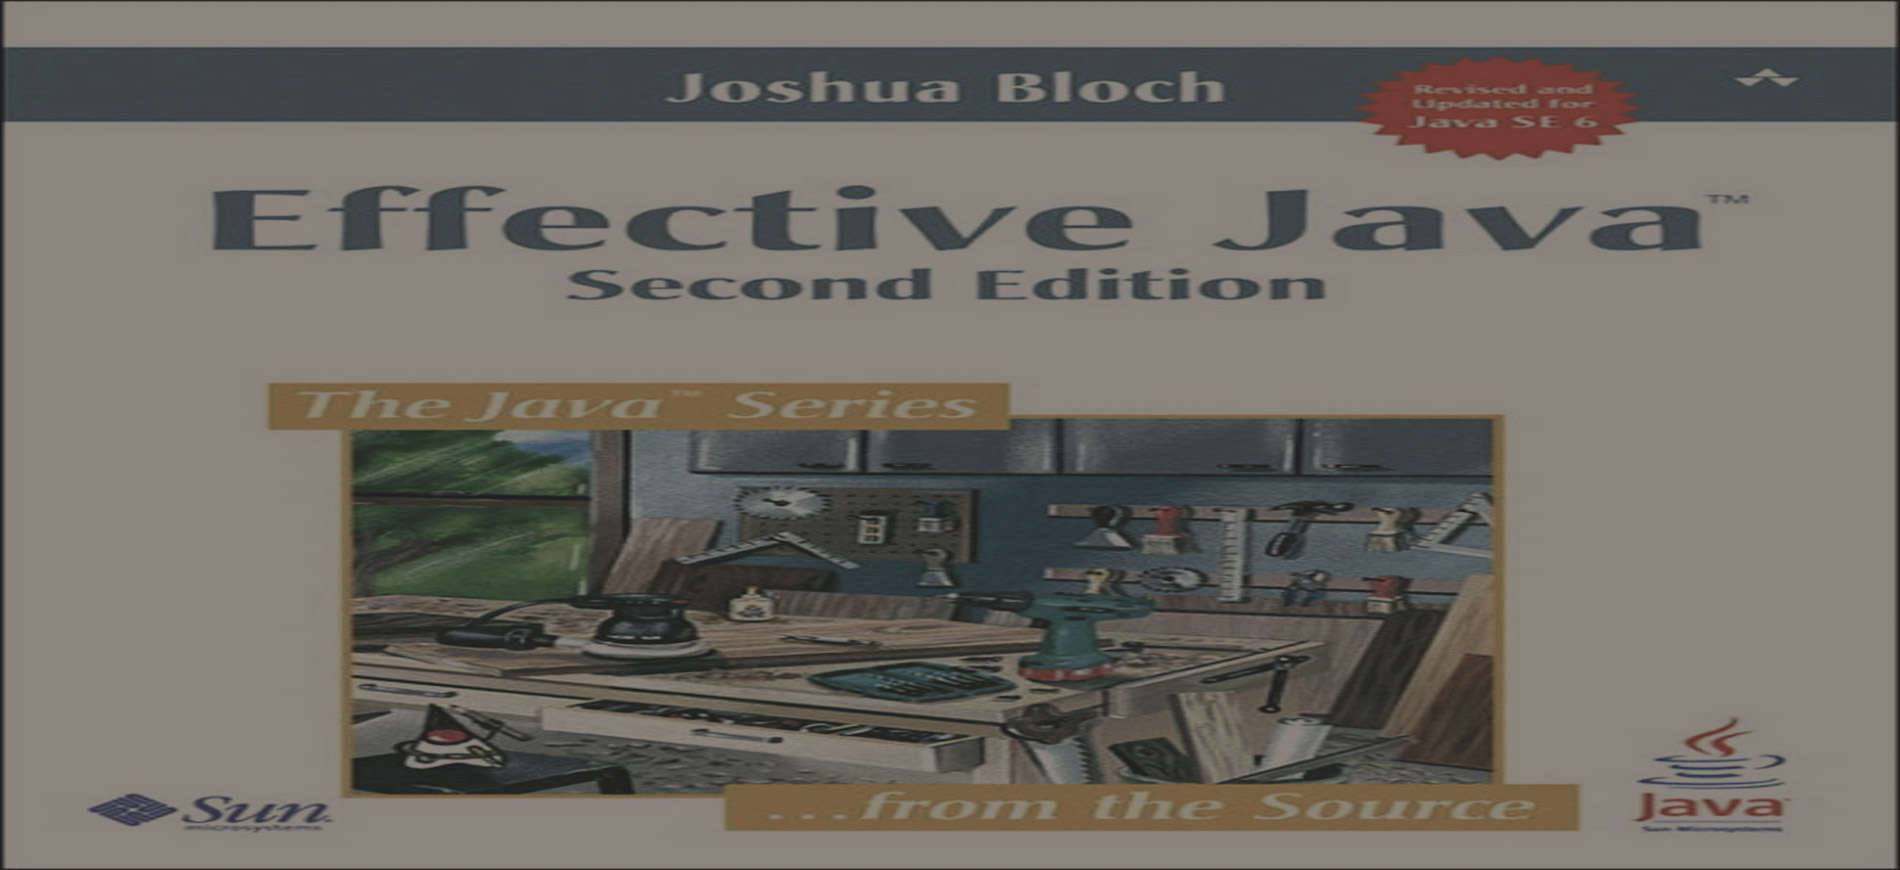 Joshua Bloch
Revised and
Updated for
Java SE 6
Effective Java™
Second Edition
The Java™ Series
...from the Source
Sun
microsystems
Java
Sun Microsystems